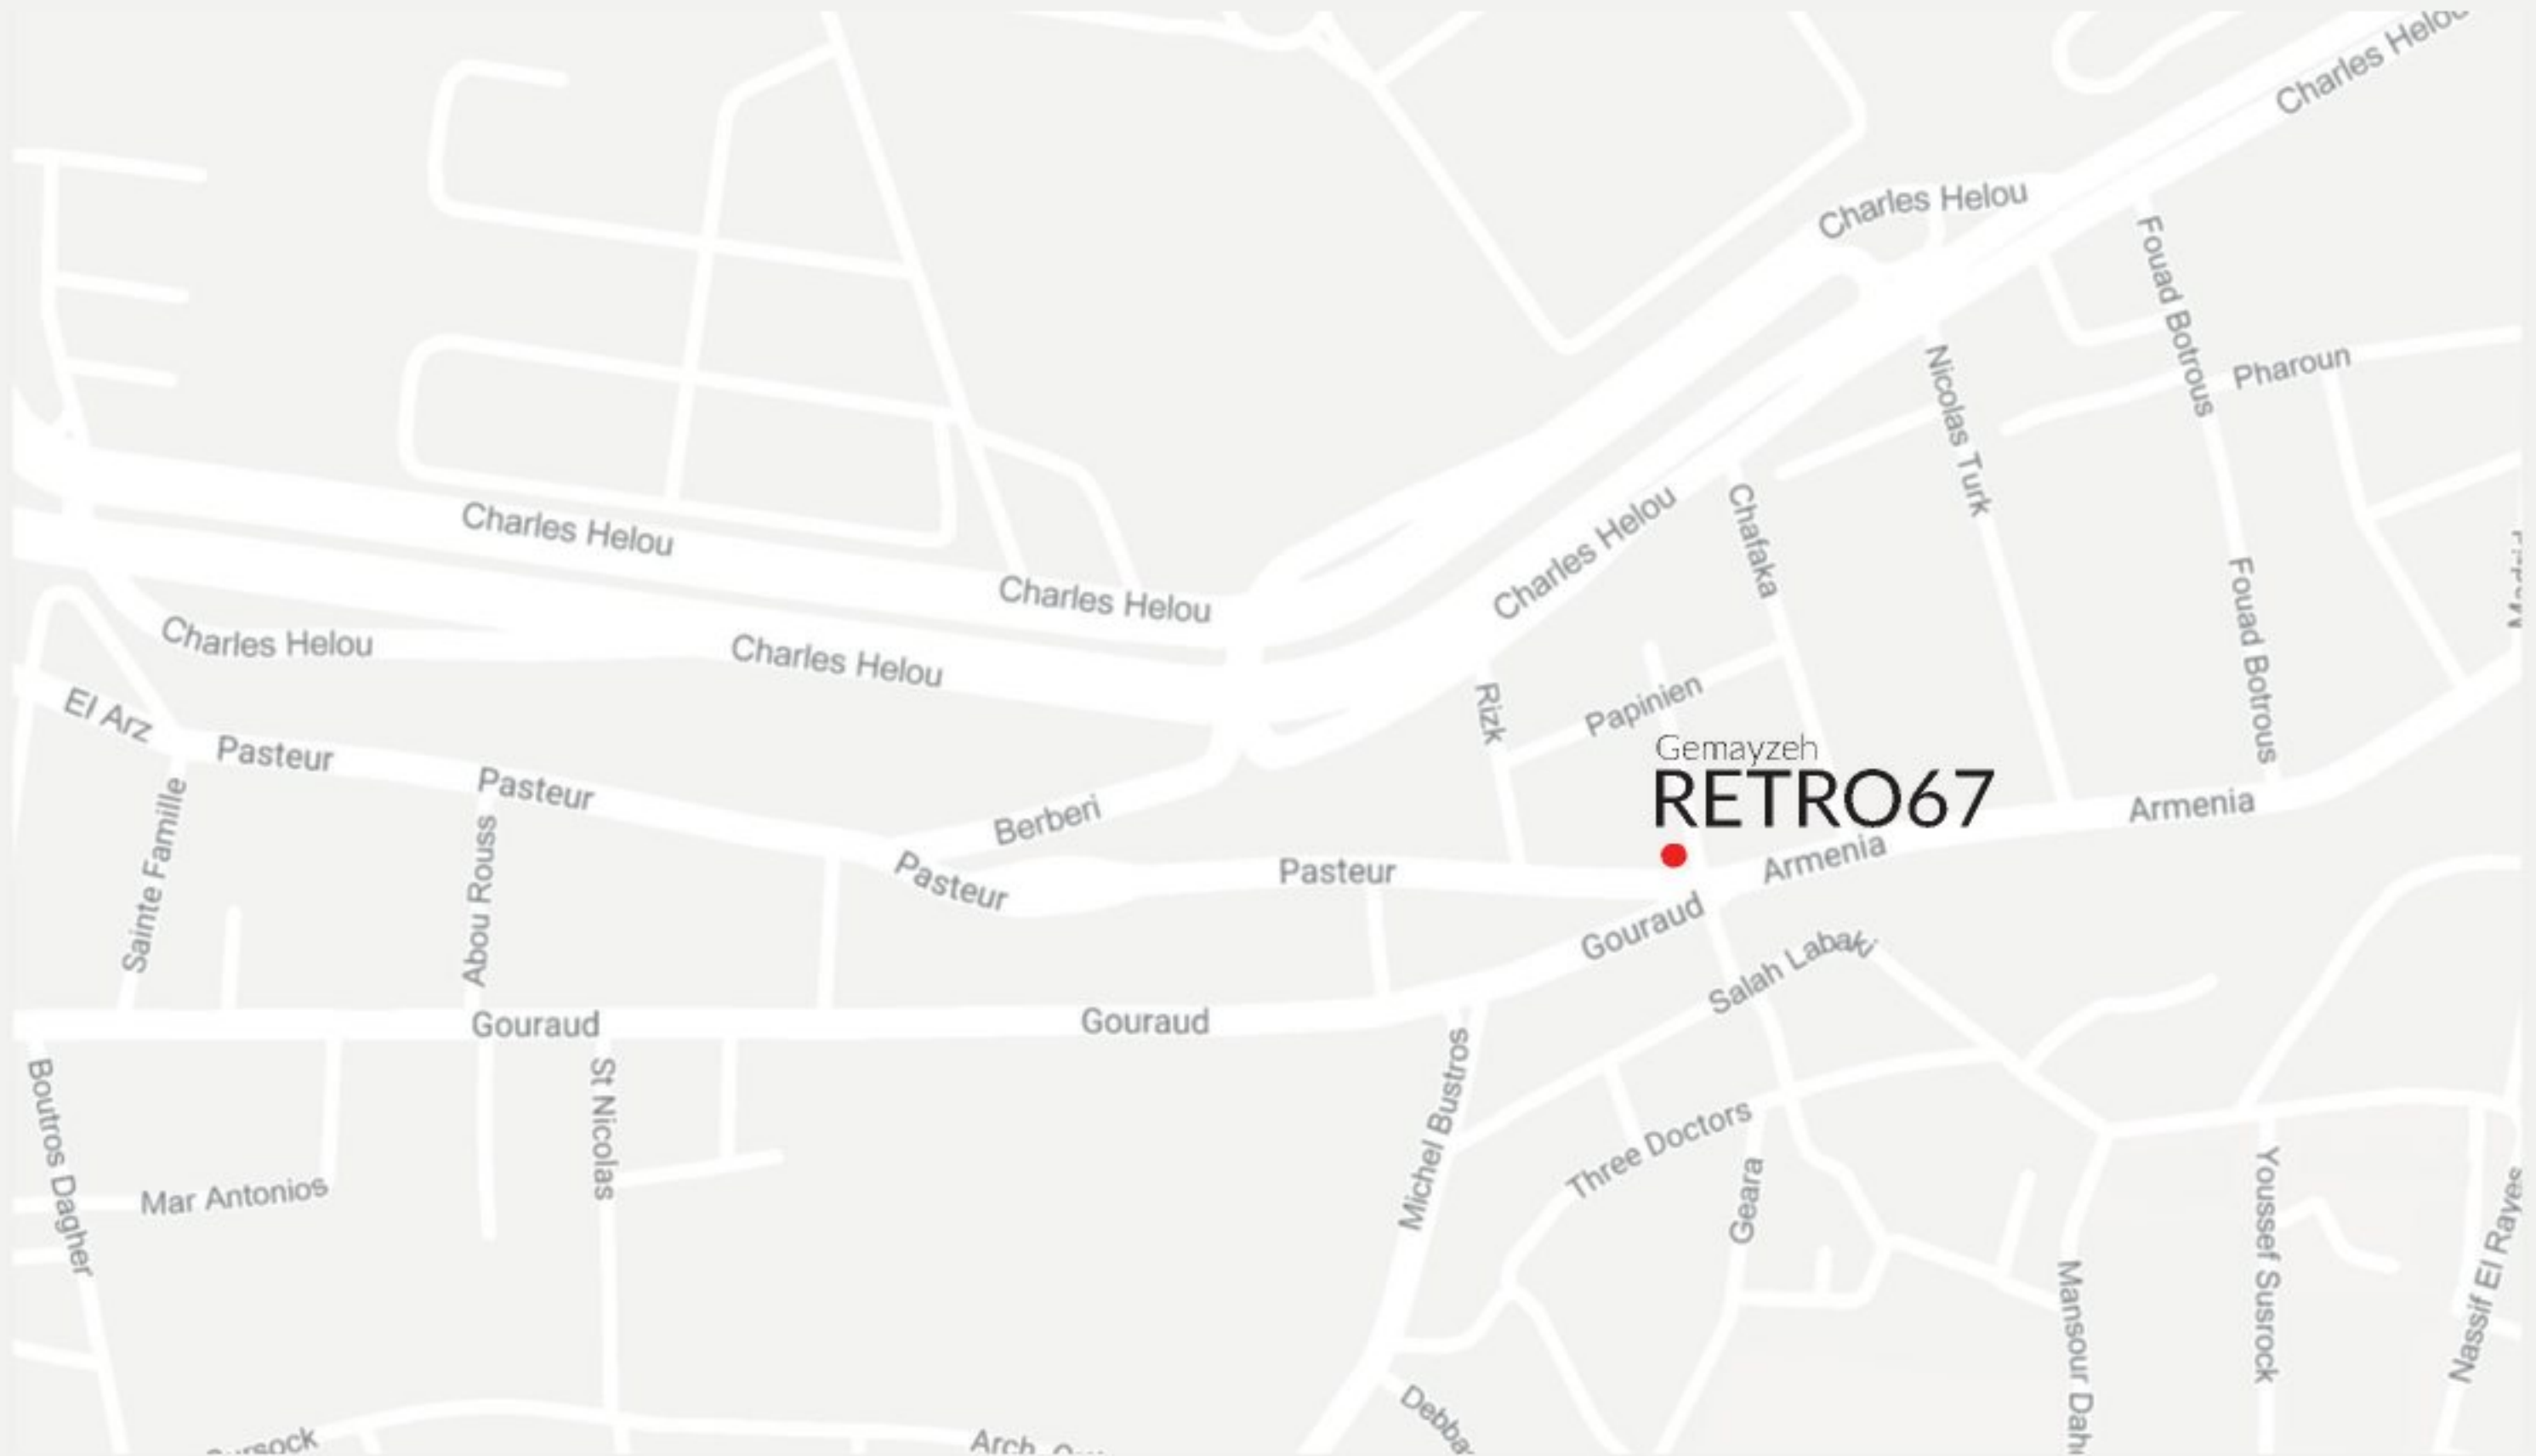 Charles Helou
Charles Helou
Fouad Botrous
Nicolas Turk
Pharoun
Charles Helou
Charles Helou
Charles Helou
Chafaka
Charles Helou
Charles Helou
Fouad Botrous
El Arz
Pasteur
Pasteur
Rizk
Papinien
Gemayzeh
RETRO67
Berberi
Armenia
Sainte Famille
Abou Rouss
Pasteur
Pasteur
Armenia
Gouraud
Salah Labaki
Gouraud
Gouraud
Boutros Dagher
St Nicolas
Michel Bustros
Three Doctors
Mar Antonios
Geara
Youssef Susrock
Nassif El Rayes
Mansour
Arch